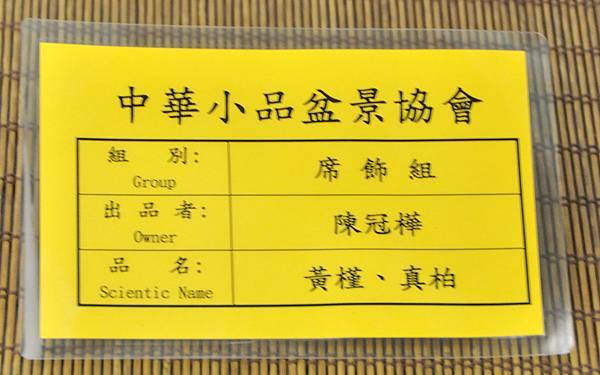 中華小品盆景協會
組 別: 席飾組
Group
出品者: 陳冠樺
Owner
品 名: 黃槿、真柏
Scientic Name